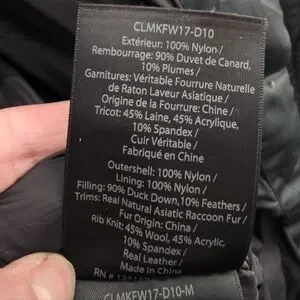 CLMKFW17-D10
Extérieur: 100% Nylon /
Rembourrage: 90% Duvet de Canard,
10% Plumes /
Garnitures: Véritable Fourrure Naturelle
de Raton Laveur Asiatique /
Origine de la Fourrure: Chine /
Tricot: 45% Laine, 45% Acrylique,
10% Spandex /
Cuir Véritable /
Fabriqué en Chine
Outershell: 100% Nylon /
Lining: 100% Nylon /
Filling: 90% Duck Down,10% Feathers /
Trims: Real Natural Asiatic Raccoon Fur /
Fur Origin: China /
Rib Knit: 45% Wool, 45% Acrylic,
10% Spandex /
Real Leather /
Made in China
RN #
CLMKFW17-D10-M